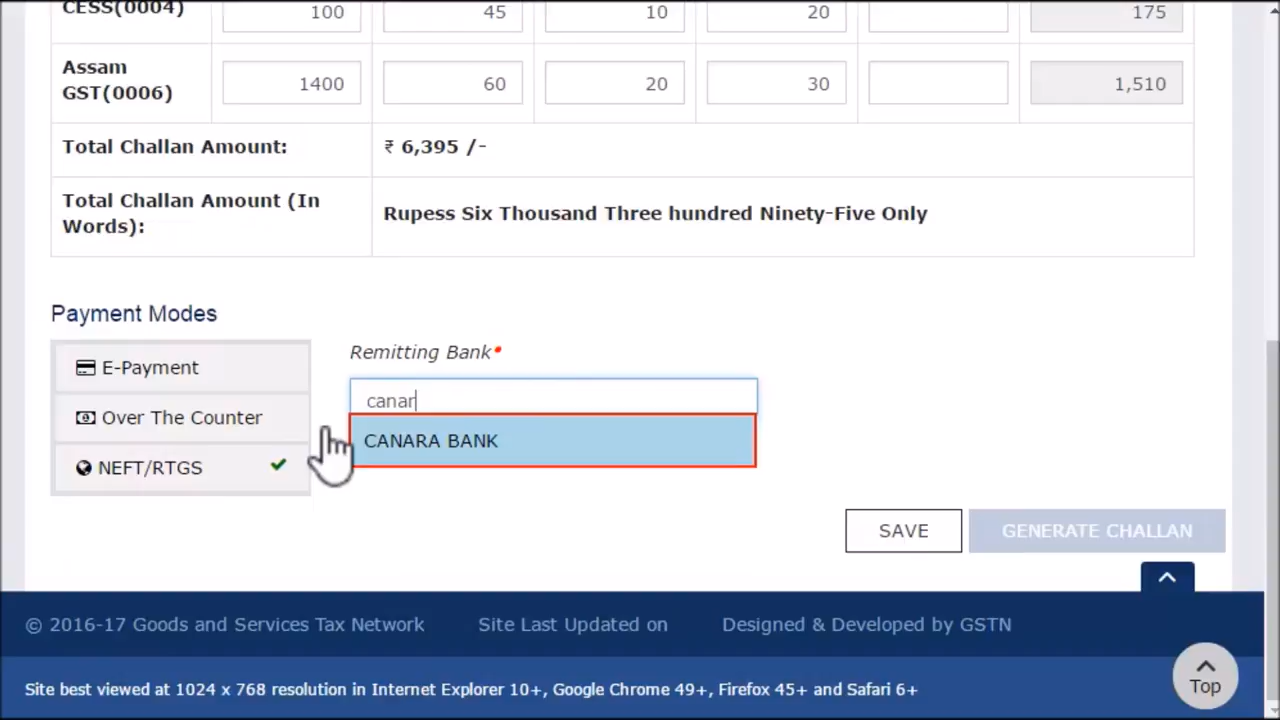 CESS(0004) 100 45 10 20 175
Assam
GST(0006) 1400 60 20 30 1,510
Total Challan Amount: ₹ 6,395 /-
Total Challan Amount (In
Words): Rupess Six Thousand Three hundred Ninety-Five Only
Payment Modes
E-Payment
Over The Counter
NEFT/RTGS
Remitting Bank•
canar
CANARA BANK
SAVE GENERATE CHALLAN
© 2016-17 Goods and Services Tax Network Site Last Updated on Designed & Developed by GSTN
Site best viewed at 1024 x 768 resolution in Internet Explorer 10+, Google Chrome 49+, Firefox 45+ and Safari 6+
Top